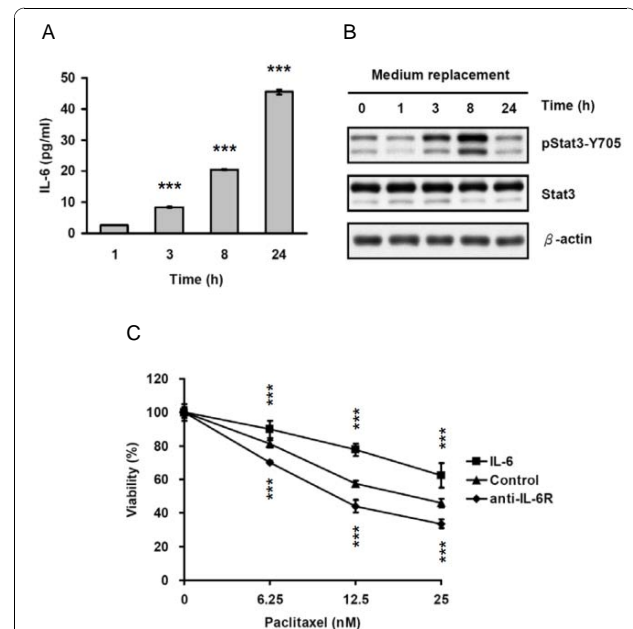 A
***
***
***
50
40
30
20
10
0
IL-6 (pg/ml)
1 3 8 24
Time (h)
B
Medium replacement
0 1 3 8 24 Time (h)
pStat3-Y705
Stat3
β-actin
C
120
100
80
60
40
20
0
Viability (%)
*** *** ***
*** *** ***
IL-6
Control
anti-IL-6R
0 6.25 12.5 25
Paclitaxel (nM)